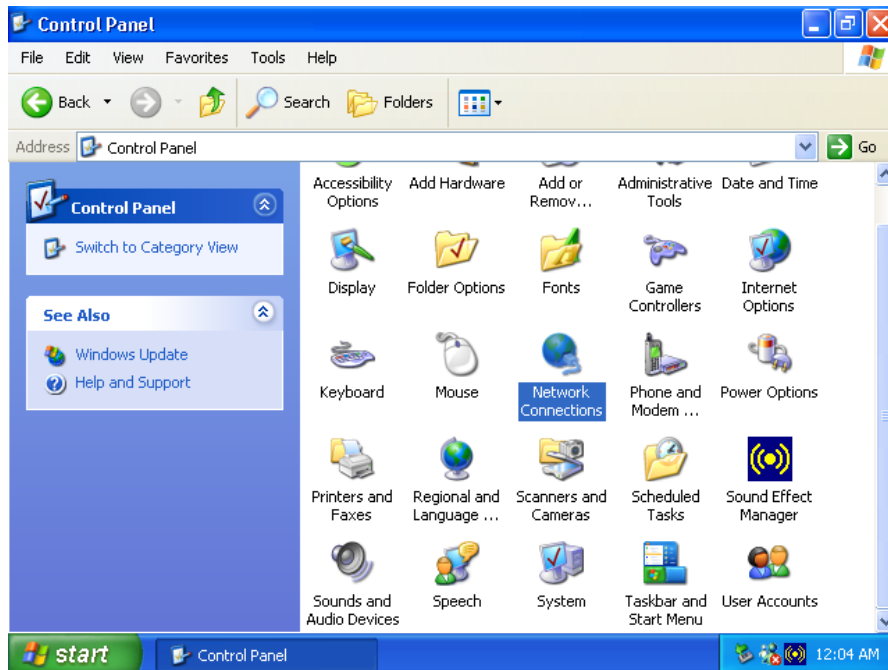 Control Panel
File Edit View Favorites Tools Help
Back Search Folders
Address Control Panel Go
Control Panel
Switch to Category View
See Also
Windows Update
Help and Support
Accessibility Options
Add Hardware
Add or Remov...
Administrative Tools
Date and Time
Display
Folder Options
Fonts
Game Controllers
Internet Options
Keyboard
Mouse
Network Connections
Phone and Modem ...
Power Options
Printers and Faxes
Regional and Language ...
Scanners and Cameras
Scheduled Tasks
Sound Effect Manager
Sounds and Audio Devices
Speech
System
Taskbar and Start Menu
User Accounts
start Control Panel 12:04 AM